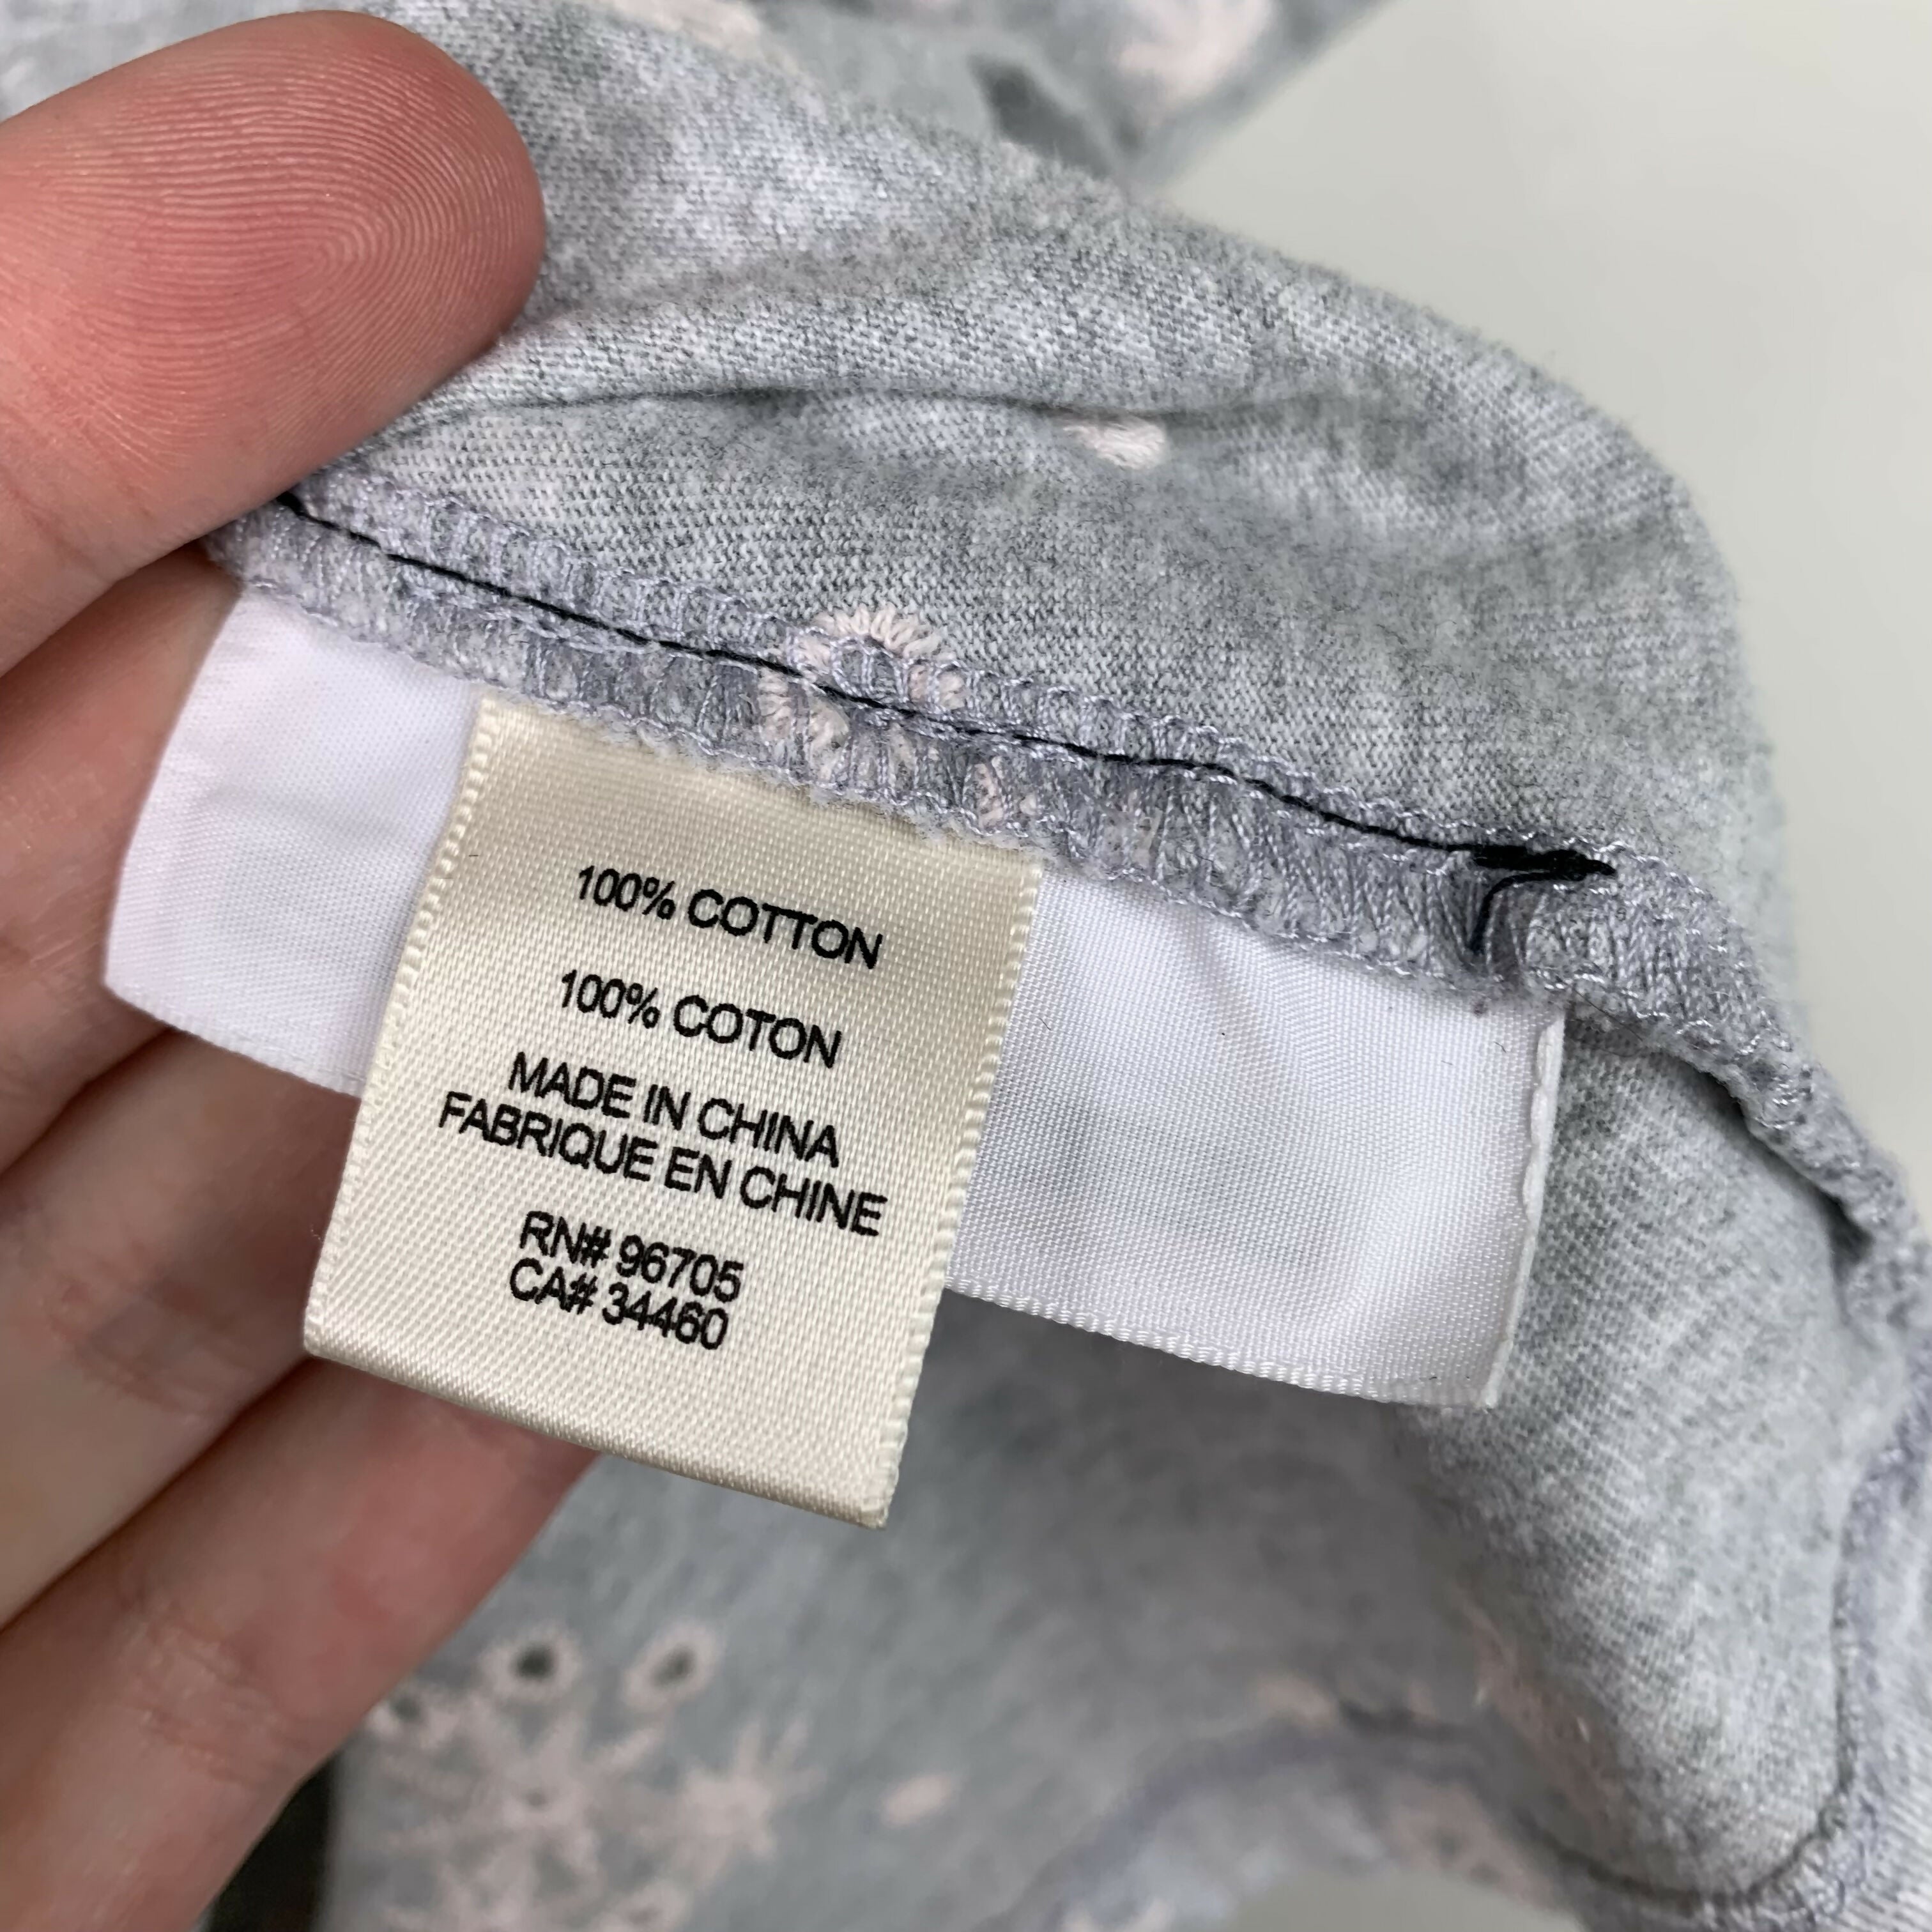 100% COTTON
100% COTON
MADE IN CHINA
FABRIQUE EN CHINE
RN# 96705
CA# 34460